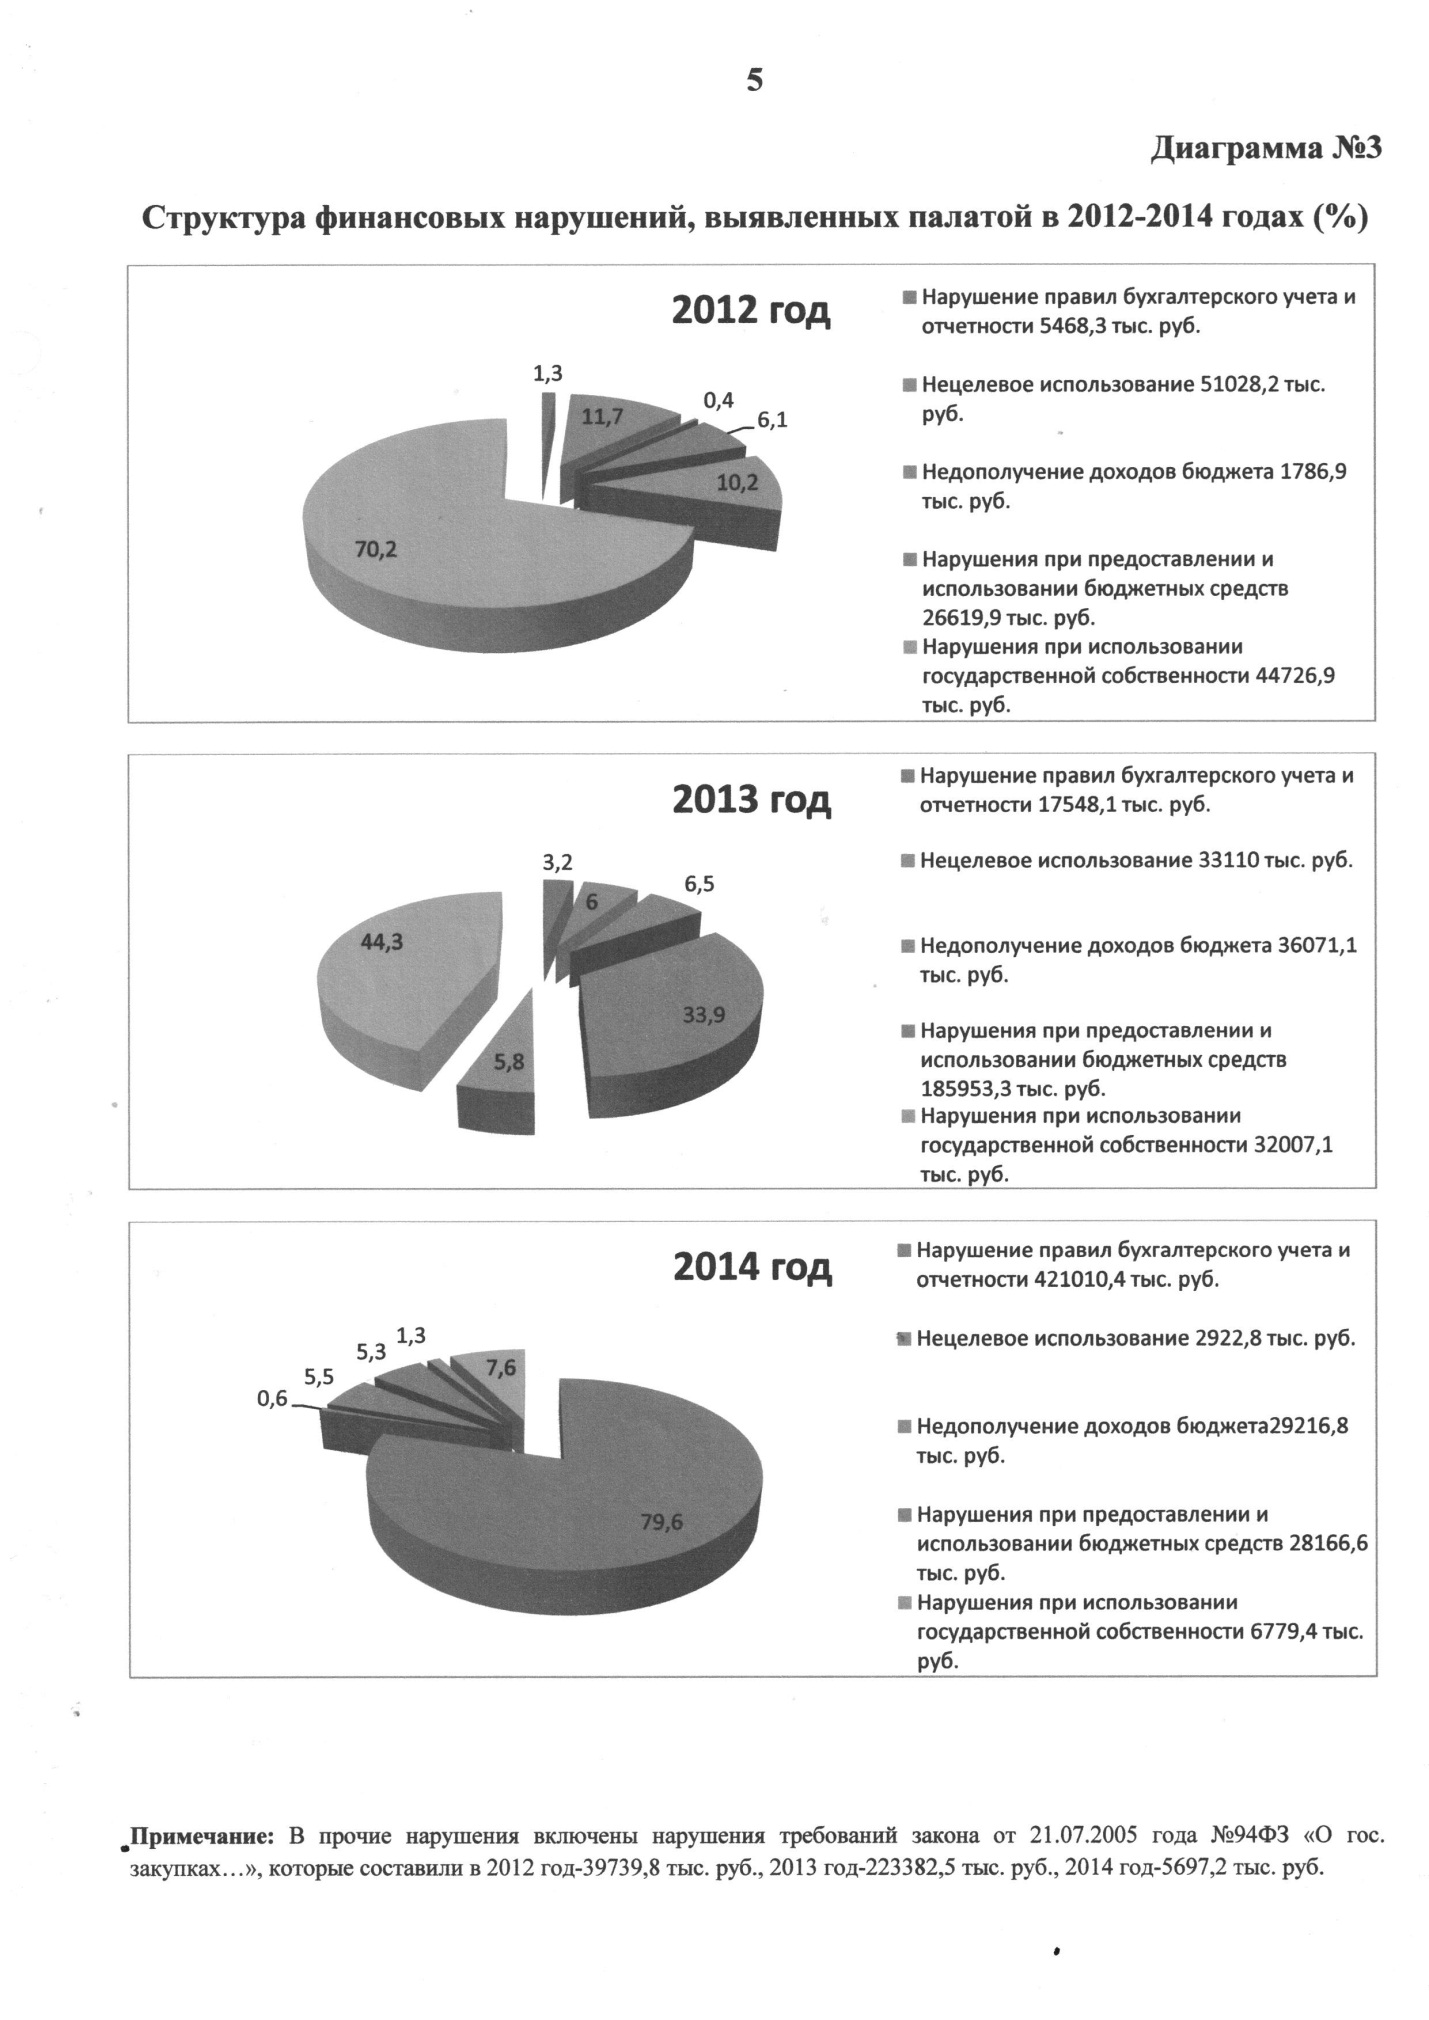 5
Диаграмма №3
Структура финансовых нарушений, выявленных палатой в 2012-2014 годах (%)
2012 год
1,3
11,7
0,4
6,1
10,2
70,2
Нарушение правил бухгалтерского учета и
отчетности 5468,3 тыс. руб.
Нецелевое использование 51028,2 тыс.
руб.
Недополучение доходов бюджета 1786,9
тыс. руб.
Нарушения при предоставлении и
использовании бюджетных средств
26619,9 тыс. руб.
Нарушения при использовании
государственной собственности 44726,9
тыс. руб.
2013 год
3,2
6
6,5
33,9
5,8
44,3
Нарушение правил бухгалтерского учета и
отчетности 17548,1 тыс. руб.
Нецелевое использование 33110 тыс. руб.
Недополучение доходов бюджета 36071,1
тыс. руб.
Нарушения при предоставлении и
использовании бюджетных средств
185953,3 тыс. руб.
Нарушения при использовании
государственной собственности 32007,1
тыс. руб.
2014 год
1,3
5,3
5,5
0,6
7,6
79,6
Нарушение правил бухгалтерского учета и
отчетности 421010,4 тыс. руб.
Нецелевое использование 2922,8 тыс. руб.
Недополучение доходов бюджета29216,8
тыс. руб.
Нарушения при предоставлении и
использовании бюджетных средств 28166,6
тыс. руб.
Нарушения при использовании
государственной собственности 6779,4 тыс.
руб.
Примечание: В прочие нарушения включены нарушения требований закона от 21.07.2005 года №94ФЗ «О гос.
закупках…», которые составили в 2012 год-39739,8 тыс. руб., 2013 год-223382,5 тыс. руб., 2014 год-5697,2 тыс. руб.